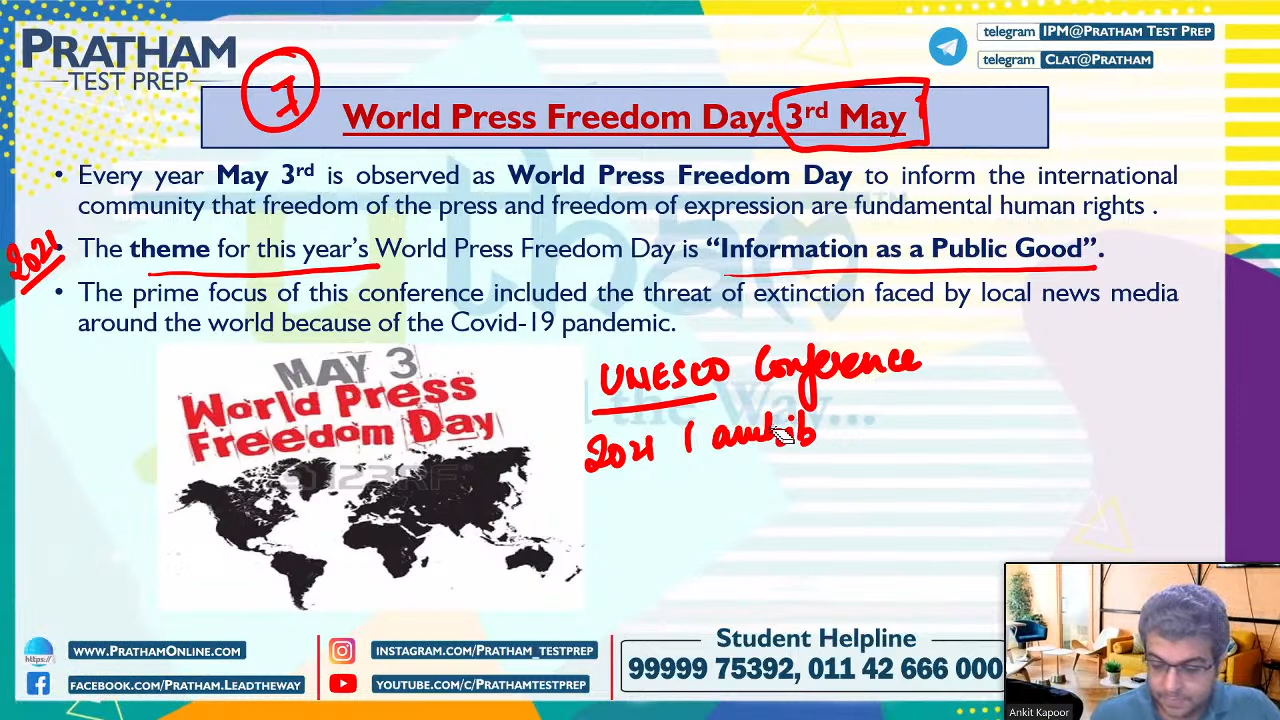 PRATHAM
TEST PREP
telegram IPM@PRATHAM TEST PREP
telegram CLAT@PRATHAM
1
World Press Freedom Day: 3rd May
• Every year May 3rd is observed as World Press Freedom Day to inform the international
community that freedom of the press and freedom of expression are fundamental human rights .
2021
• The theme for this year's World Press Freedom Day is “Information as a Public Good”.
• The prime focus of this conference included the threat of extinction faced by local news media
around the world because of the Covid-19 pandemic.
MAY 3
World Press
Freedom Day
123RF
UNESCO Conference
2021
the Way...
https://
WWW.PRATHAMONLINE.COM
FACEBOOK.COM/PRATHAM.LEADTHEWAY
INSTAGRAM.COM/PRATHAM_TESTPREP
YOUTUBE.COM/C/PRATHAMTESTPREP
Student Helpline
99999 75392, 011 42 666 000
Ankit Kapoor